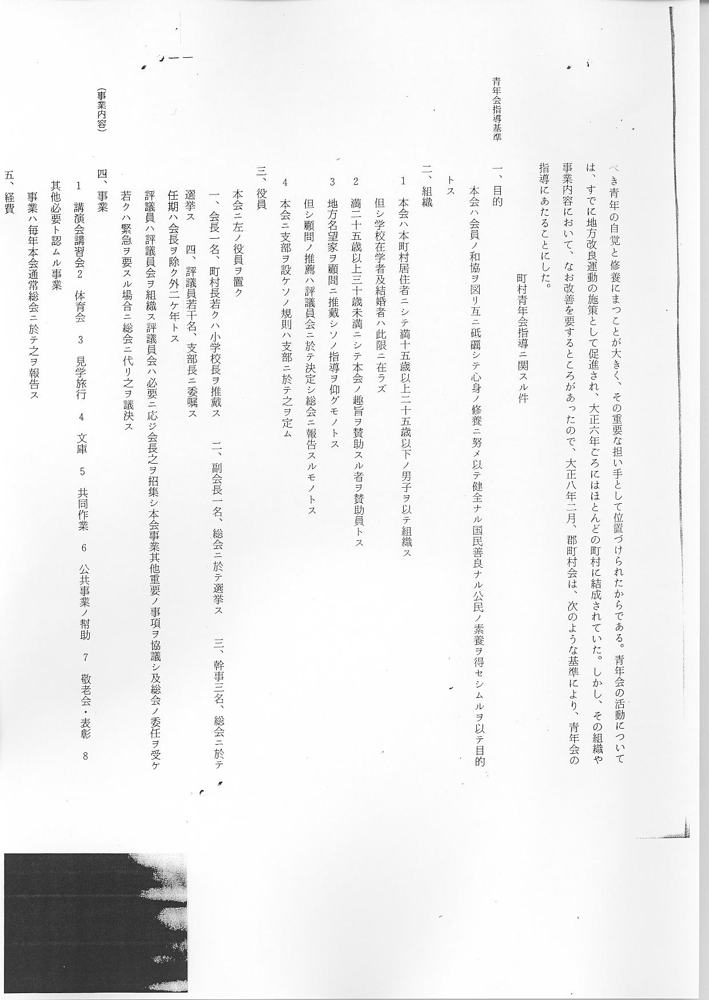 べき青年の自覚と修養にまつことが大きく、その重要な担い手として位置づけられたからである。青年会の活動について
は、すでに地方改良運動の施策として促進され、大正六年ごろにはほとんどの町村に結成されていた。しかし、その組織や
事業内容において、なお改善を要するところがあったので、大正八年二月、郡町村会は、次のような基準により、青年会の
指導にあたることにした。
町村青年会指導ニ関スル件
青年会指導基準
一、目的
本会ハ会員ノ和協ヲ図リ互ニ砥礪シテ心身ノ修養ニ努メ以テ健全ナル国民善良ナル公民ノ素養ヲ得セシムルヲ以テ目的
トス
二、組織
1 本会ハ本町村居住者ニシテ満十五歳以上二十五歳以下ノ男子ヲ以テ組織ス
但シ学校在学者及結婚者ハ此限ニ在ラズ
2 満二十五歳以上三十歳未満ニシテ本会ノ趣旨ヲ賛助スル者ヲ賛助員トス
3 地方名望家ヲ顧問ニ推戴シソノ指導ヲ仰グモノトス
但シ顧問ノ推薦ハ評議員会ニ於テ決定シ総会ニ報告スルモノトス
4 本会ニ支部ヲ設ケソノ規則ハ支部ニ於テ之ヲ定ム
三、役員
本会ニ左ノ役員ヲ置ク
一、会長一名、町村長若クハ小学校長ヲ推戴ス 二、副会長一名、総会ニ於テ選挙ス 三、幹事三名、総会ニ於テ
選挙ス 四、評議員若干名、支部長ニ委嘱ス
任期ハ会長ヲ除ク外二ケ年トス
評議員ハ評議員会ヲ組織ス評議員会ハ必要ニ応ジ会長之ヲ招集シ本会事業其他重要ノ事項ヲ協議シ及総会ノ委任ヲ受ケ
若クハ緊急ヲ要スル場合ニ総会ニ代リ之ヲ議決ス
（事業内容）
四、事業
1 講演会講習会2 体育会 3 見学旅行 4 文庫 5 共同作業 6 公共事業ノ幇助 7 敬老会・表彰 8
其他必要ト認ムル事業
事業ハ毎年本会通常総会ニ於テ之ヲ報告ス
五、経費